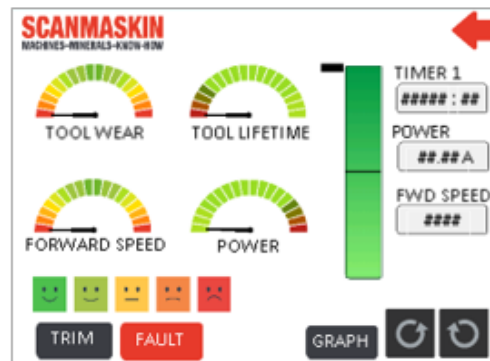 SCANMASKIN
MACHINES-MINERALS-KNOW-HOW
TOOL WEAR
TOOL LIFETIME
TIMER 1
##### : ##
POWER
##.## A
FWD SPEED
####
FORWARD SPEED
POWER
TRIM
FAULT
GRAPH